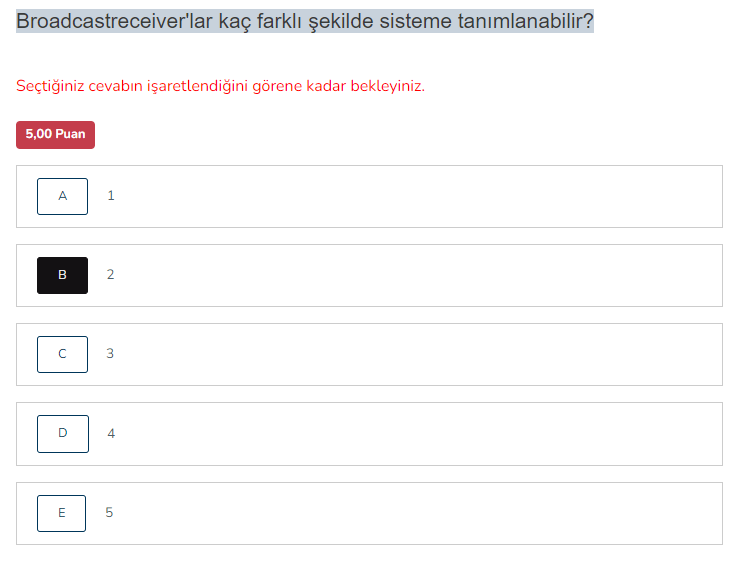 Broadcastreceiver'lar kaç farklı şekilde sisteme tanımlanabilir?
Seçtiğiniz cevabın işaretlendiğini görene kadar bekleyiniz.
5,00 Puan
A 1
B 2
C 3
D 4
E 5